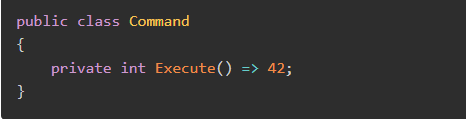 public class Command
{
    private int Execute() => 42;
}